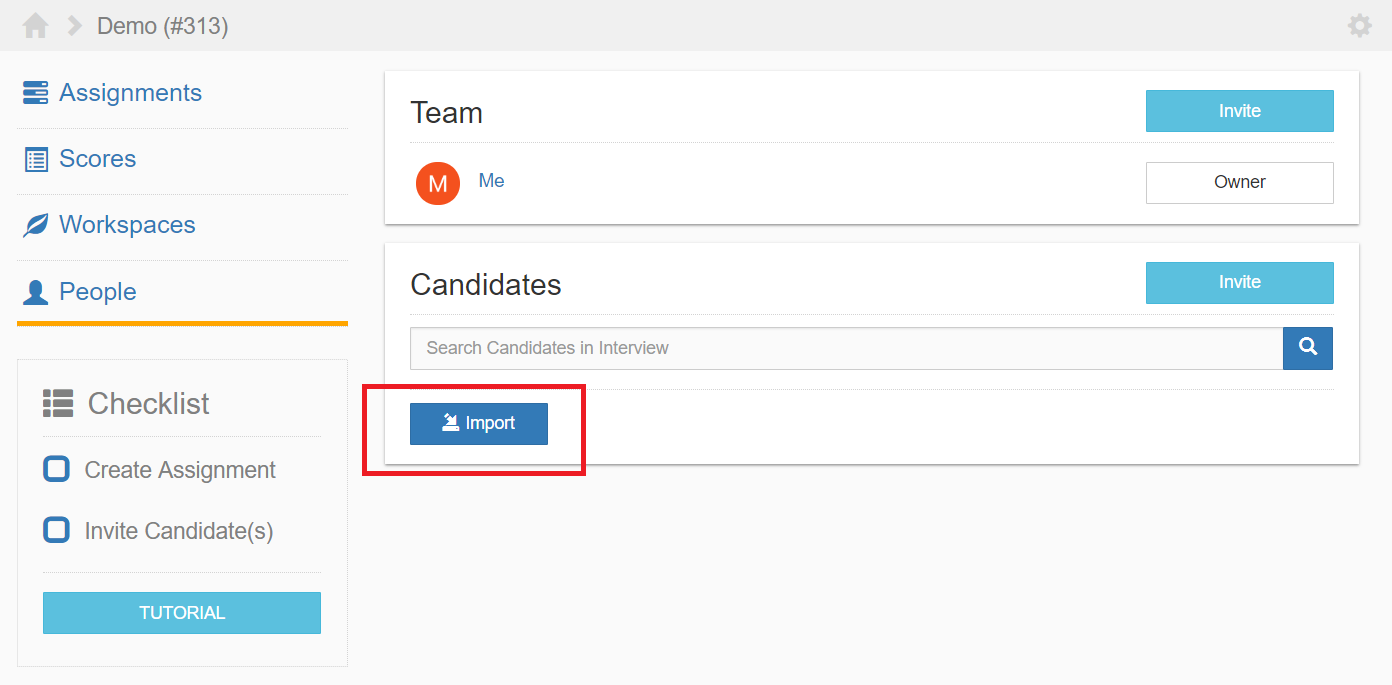 Demo (#313)
Assignments
Scores
Workspaces
People
Checklist
Create Assignment
Invite Candidate(s)
TUTORIAL
Team
Invite
M
Me
Owner
Candidates
Invite
Search Candidates in Interview
Import